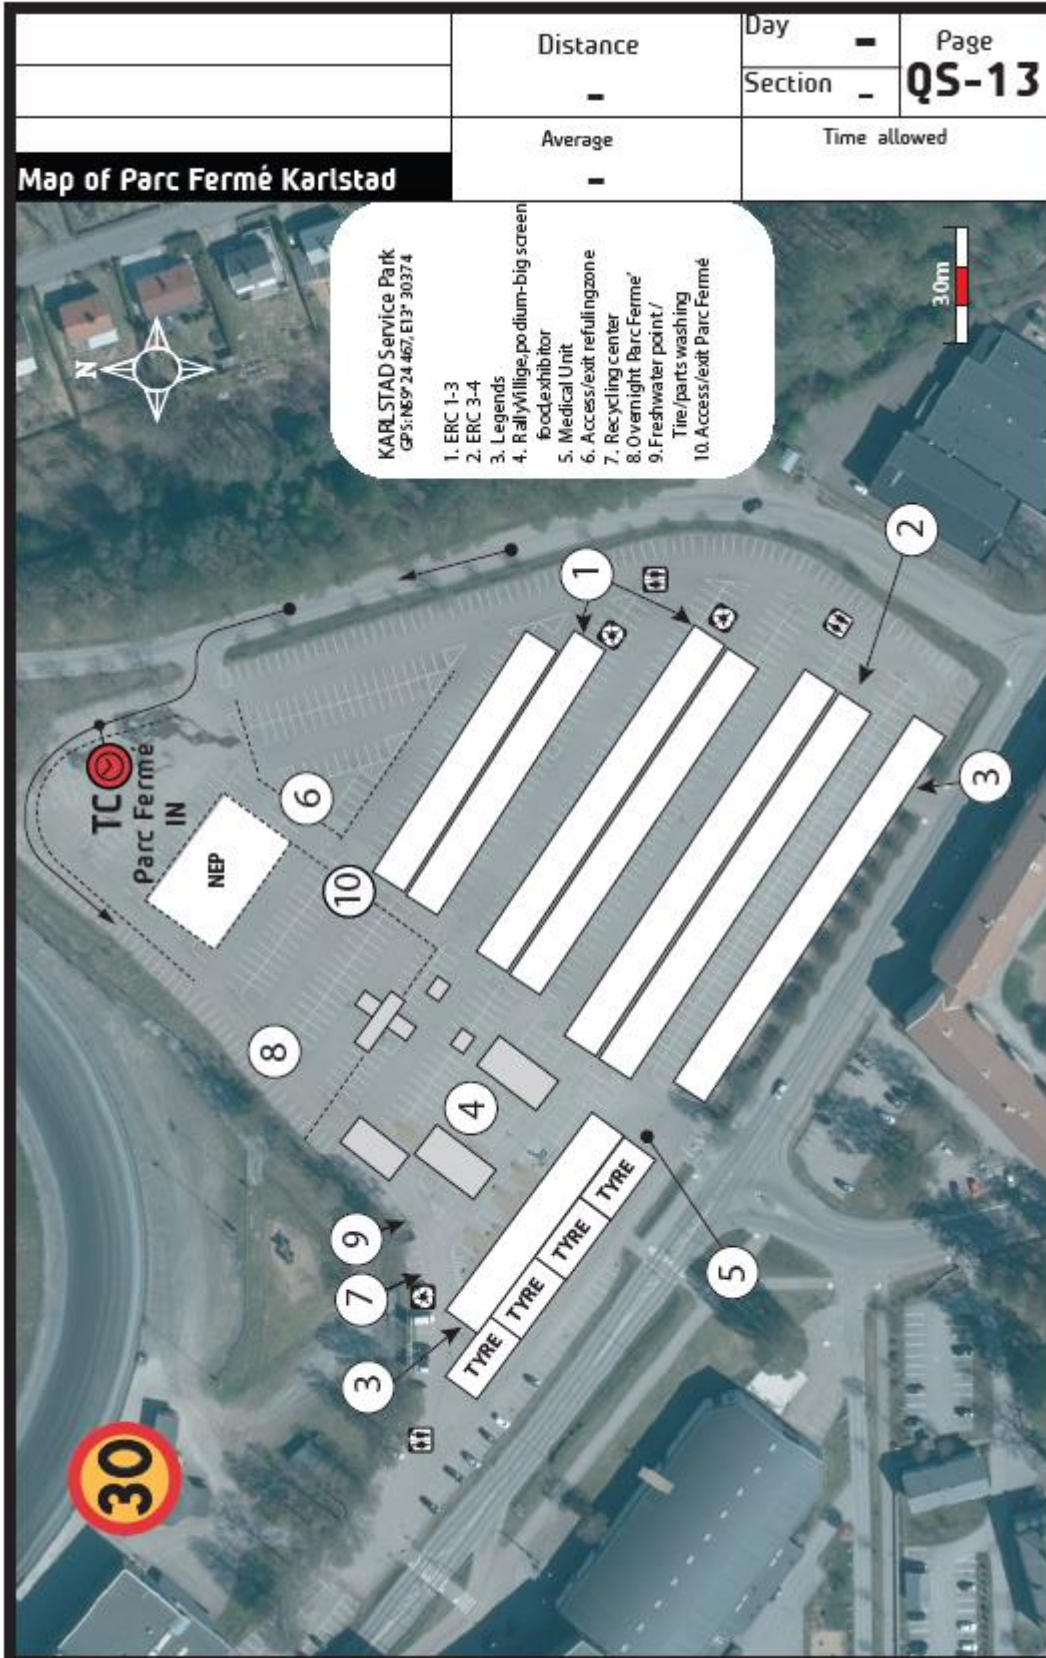 Distance
-
Day -
Section -
Page
QS-13
Average
-
Time allowed
Map of Parc Fermé Karlstad
KARLSTAD Service Park
GPS: N59° 24 467, E13° 30374
1. ERC 1-3
2. ERC 3-4
3. Legends
4. RallyVillige,podium-big screen
food,exhibitor
5. Medical Unit
6. Access/exit refulingzone
7. Recycling center
8. Overnight Parc Ferme´
9. Freshwater point /
Tire/parts washing
10. Access/exit Parc Fermé
30m
N
TC
Parc Fermé
IN
NEP
6
10
8
1
2
3
4
9
7
3
5
TYRE
TYRE
TYRE
TYRE
30